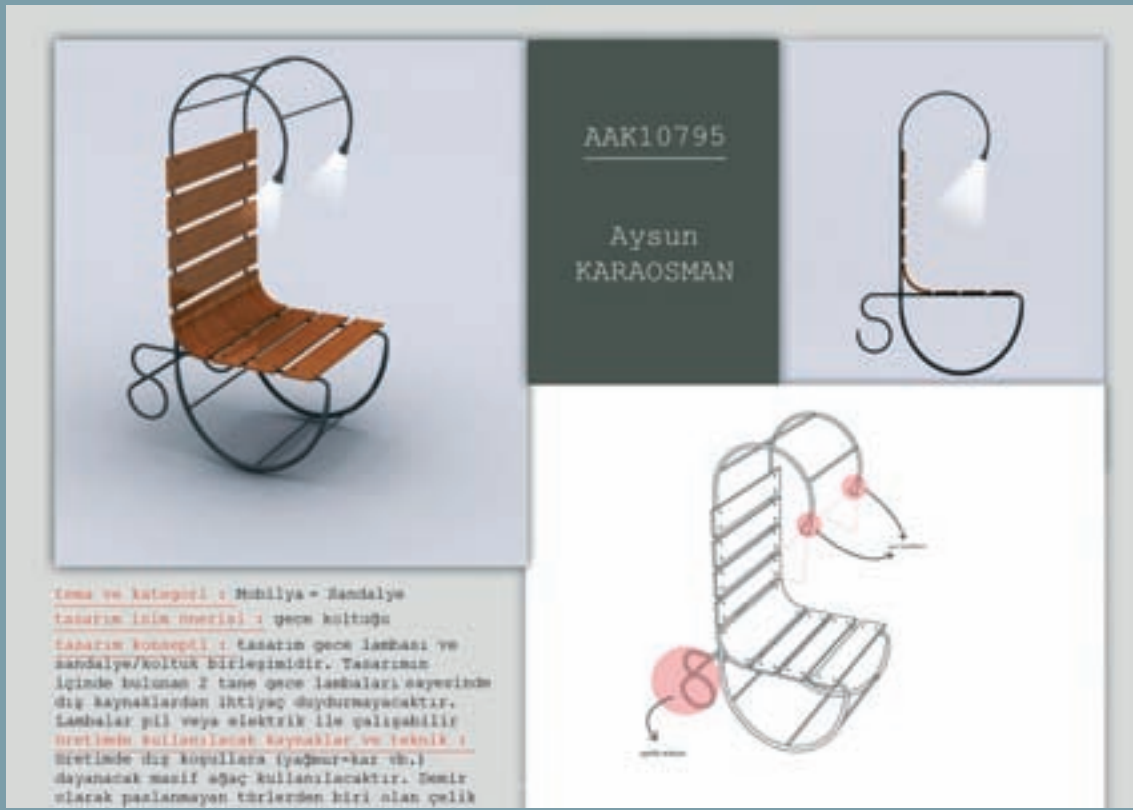 AAK10795
Aysun
KARAOSMAN
tema ve kategori : Mobilya - Sandalye
tasarım isim önerisi : gece koltuğu
tasarım konsepti : tasarım gece lambası ve
sandalye/koltuk birleşimidir. Tasarımın
içinde bulunan 2 tane gece lambaları sayesinde
dış kaynaklardan ihtiyaç duydurmayacaktır.
Lambalar pil veya elektrik ile çalışabilir
üretimde kullanılacak kaynaklar ve teknik :
Üretimde dış koşullara (yağmur-kar vb.)
dayanacak masif ağaç kullanılacaktır. Demir
olarak paslanmayan türlerden biri olan çelik